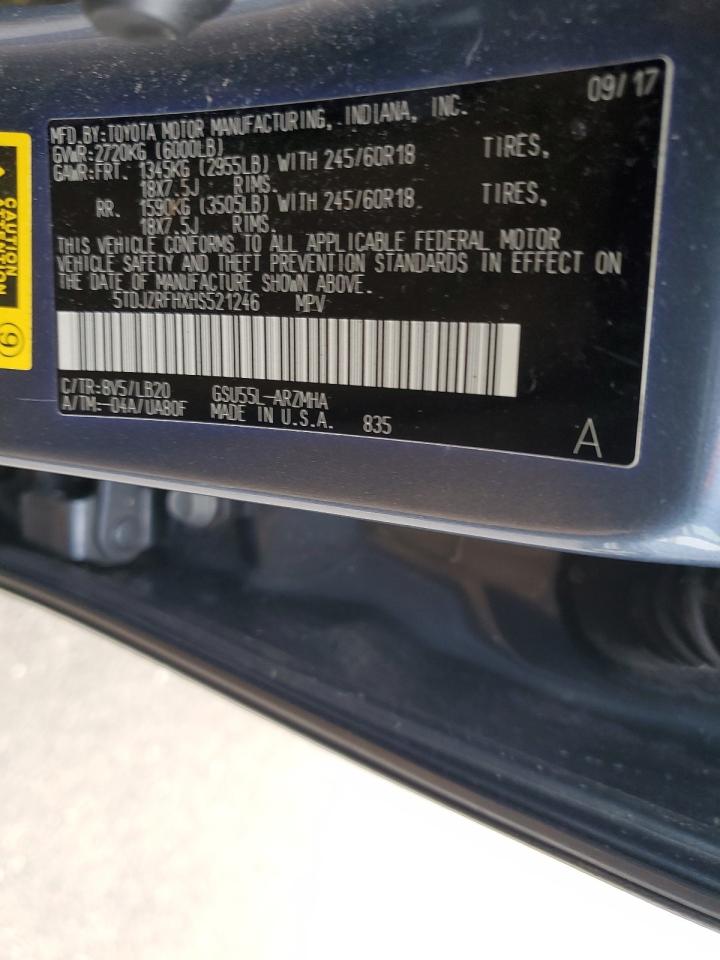 09/17
MFD.BY:TOYOTA MOTOR MANUFACTURING, INDIANA, INC.
GVWR:2720KG (6000LB)
GAWR:FRT. 1345KG (2955LB) WITH 245/60R18 TIRES,
18X7.5J RIMS.
RR. 1590KG (3505LB) WITH 245/60R18 TIRES,
18X7.5J RIMS.
THIS VEHICLE CONFORMS TO ALL APPLICABLE FEDERAL MOTOR
VEHICLE SAFETY AND THEFT PREVENTION STANDARDS IN EFFECT ON
THE DATE OF MANUFACTURE SHOWN ABOVE.
5TDJZRFHXHS521246 MPV
C/TR:8V5/LB20 GSU55L-ARZMHA
A/TM:-04A/UA80F MADE IN U.S.A. 835
A
CAUTION
9